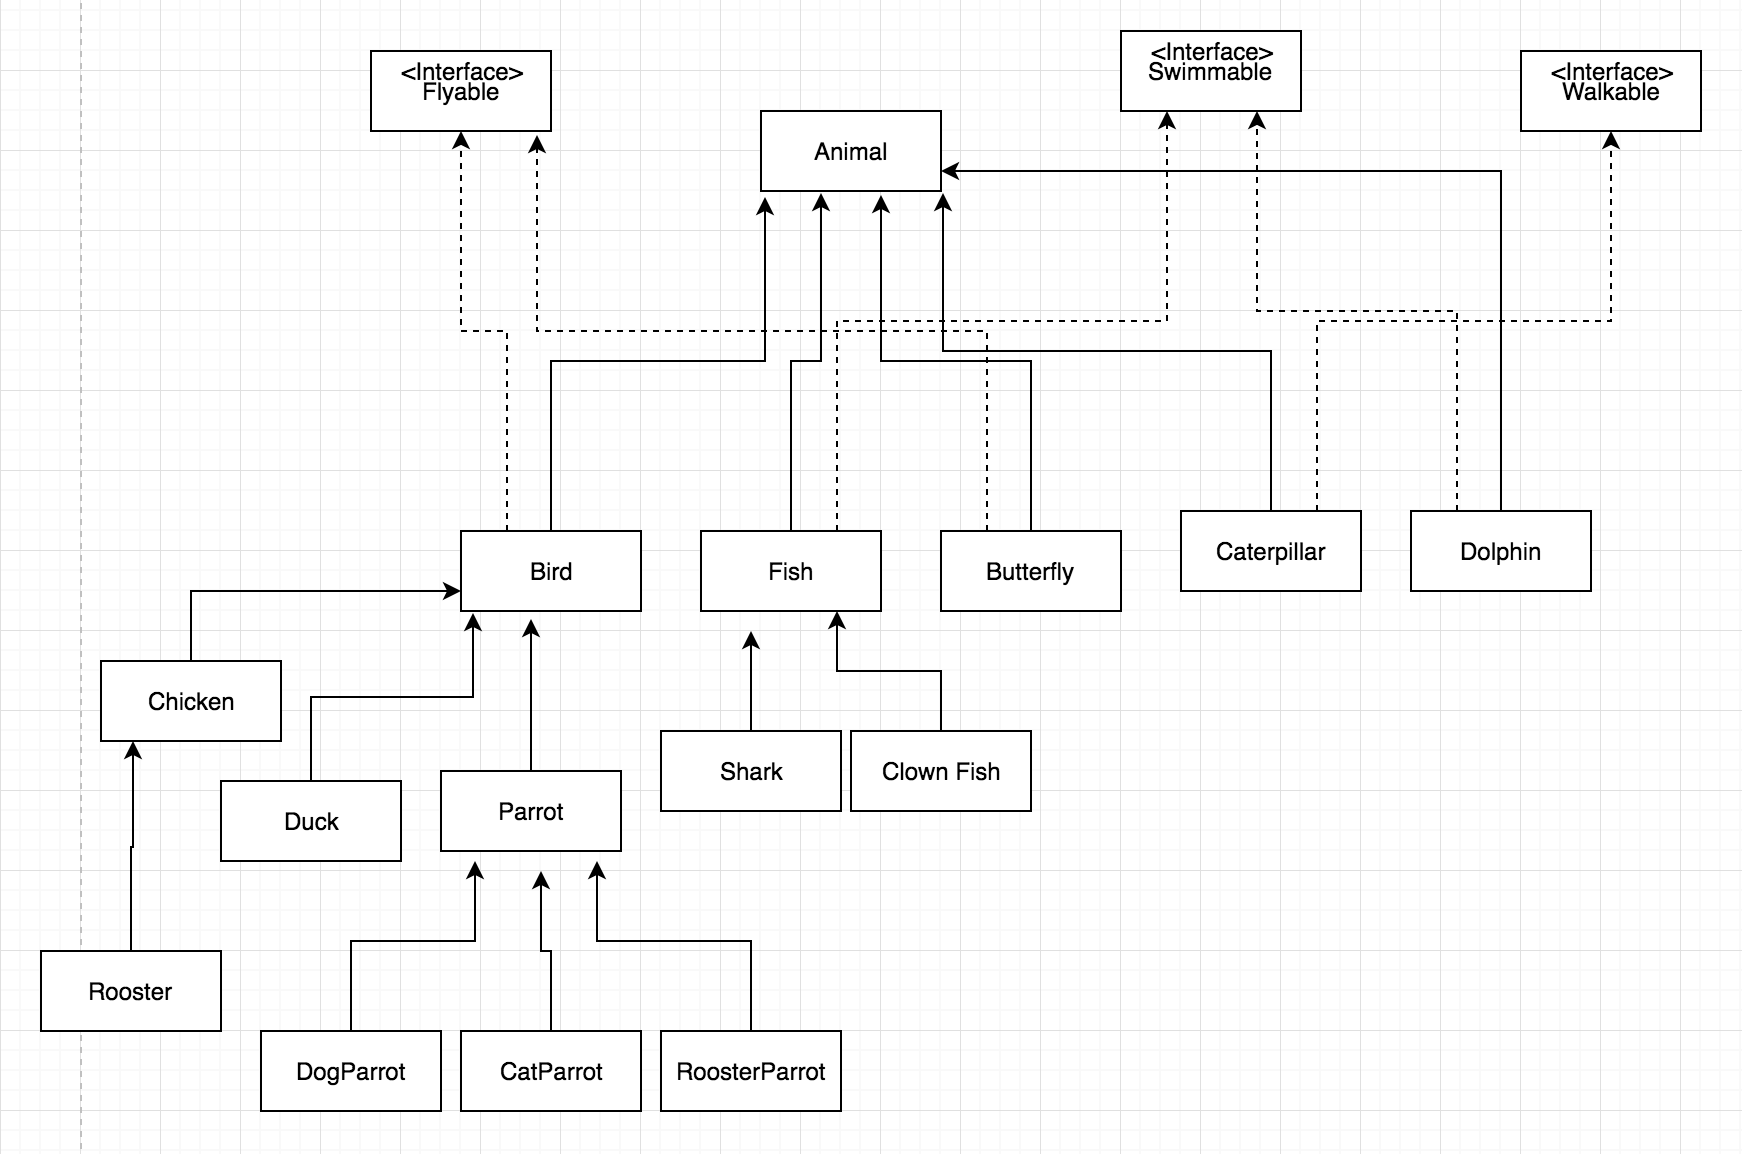 <Interface>
Flyable
<Interface>
Swimmable
<Interface>
Walkable
Animal
Bird
Fish
Butterfly
Caterpillar
Dolphin
Chicken
Duck
Parrot
Shark
Clown Fish
Rooster
DogParrot
CatParrot
RoosterParrot